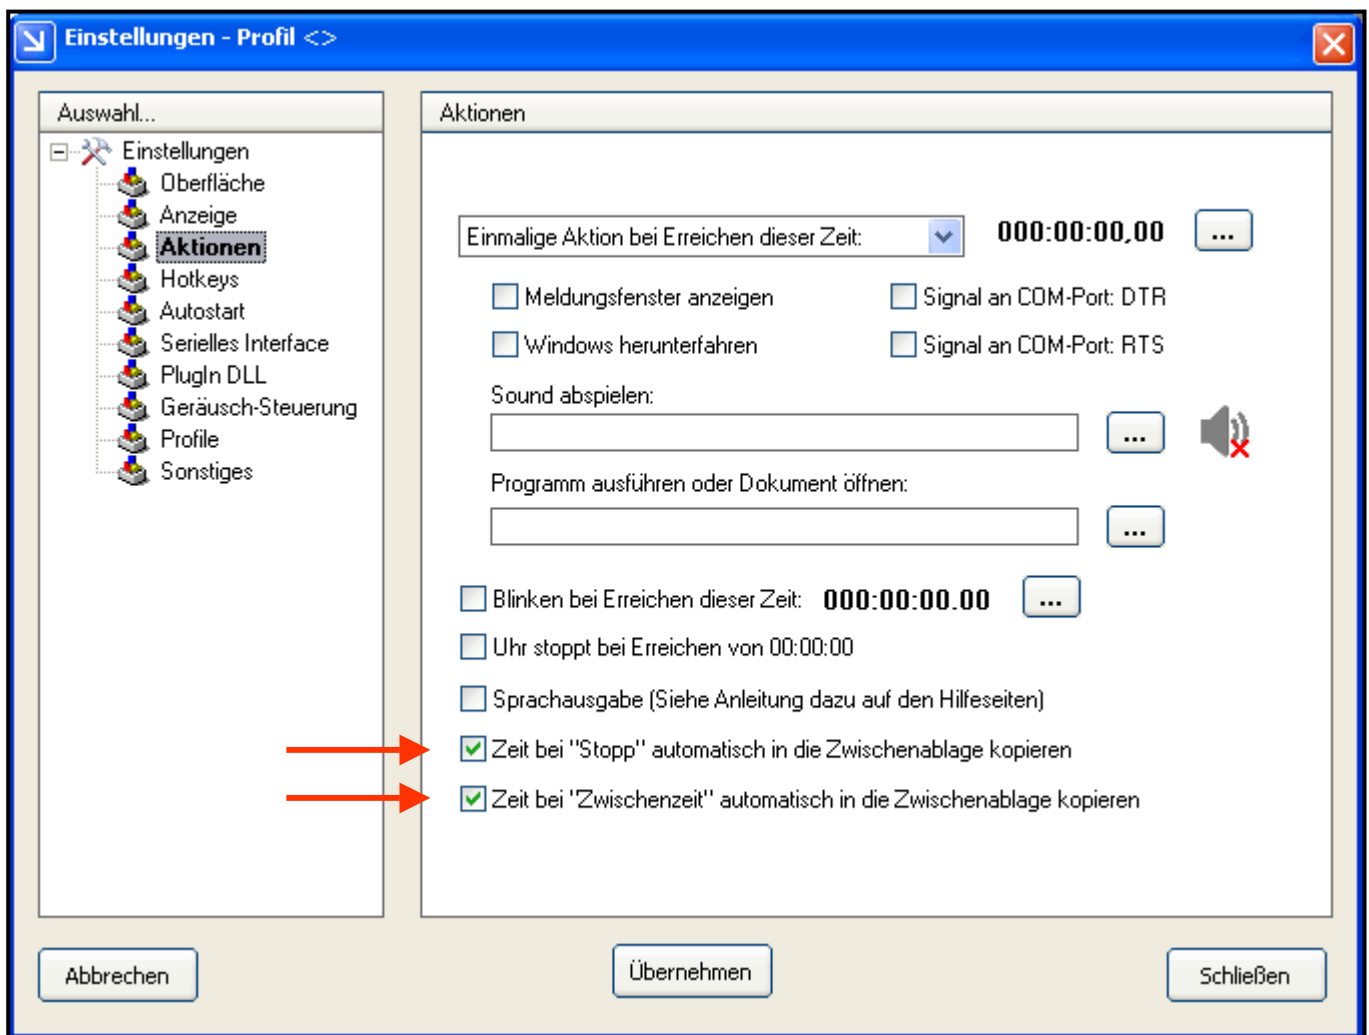 Einstellungen - Profil <>
Auswahl...
Einstellungen
Oberfläche
Anzeige
Aktionen
Hotkeys
Autostart
Serielles Interface
PlugIn DLL
Geräusch-Steuerung
Profile
Sonstiges
Aktionen
Einmalige Aktion bei Erreichen dieser Zeit: 000:00:00,00 ...
Meldungsfenster anzeigen Signal an COM-Port: DTR
Windows herunterfahren Signal an COM-Port: RTS
Sound abspielen:
...
Programm ausführen oder Dokument öffnen:
...
Blinken bei Erreichen dieser Zeit: 000:00:00.00 ...
Uhr stoppt bei Erreichen von 00:00:00
Sprachausgabe (Siehe Anleitung dazu auf den Hilfeseiten)
Zeit bei "Stopp" automatisch in die Zwischenablage kopieren
Zeit bei "Zwischenzeit" automatisch in die Zwischenablage kopieren
Abbrechen Übernehmen Schließen